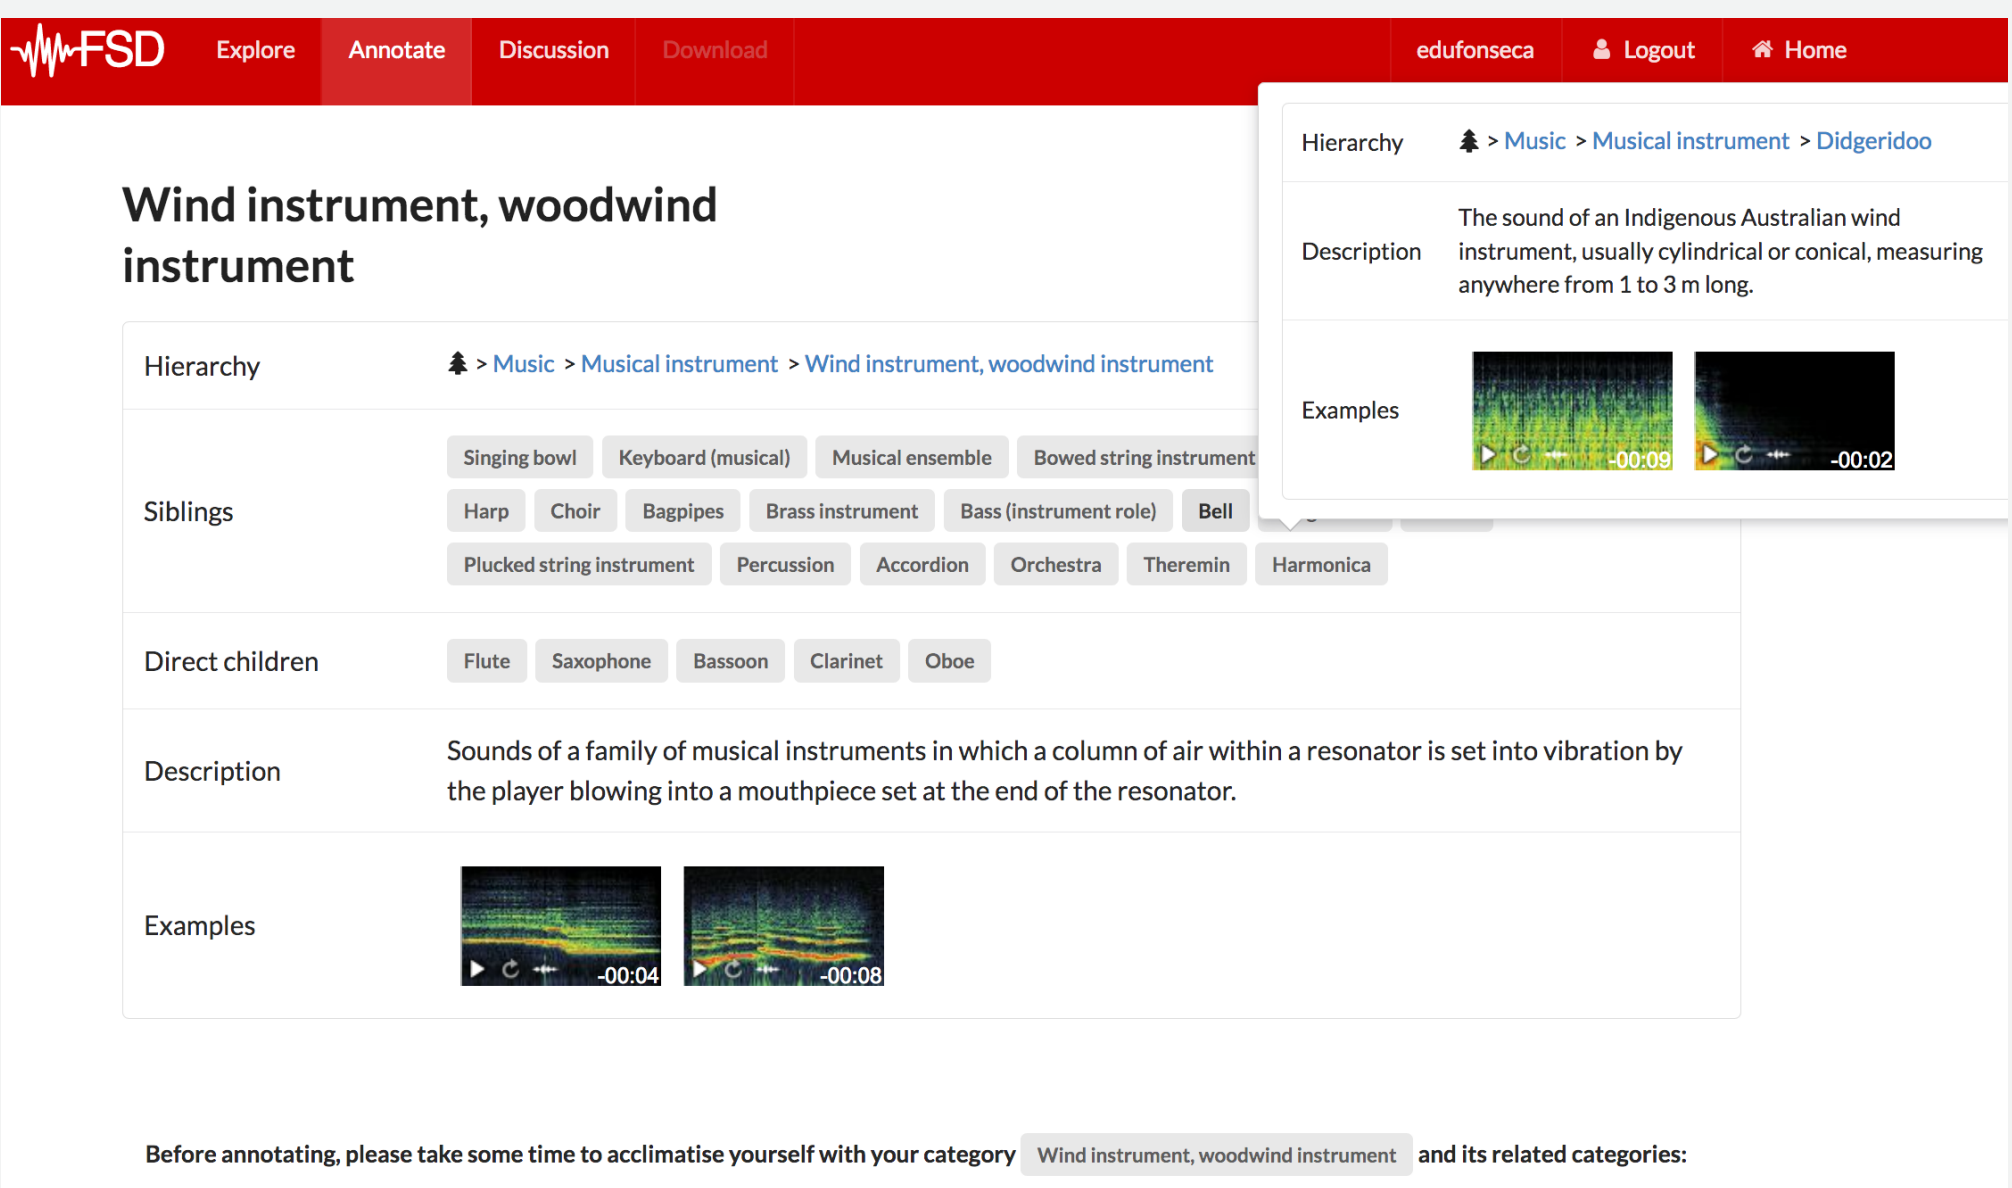 FSD Explore Annotate Discussion Download edufonseca Logout Home
Wind instrument, woodwind
instrument
Hierarchy > Music > Musical instrument > Wind instrument, woodwind instrument
Siblings
Singing bowl Keyboard (musical) Musical ensemble Bowed string instrument
Harp Choir Bagpipes Brass instrument Bass (instrument role) Bell
Plucked string instrument Percussion Accordion Orchestra Theremin Harmonica
Direct children Flute Saxophone Bassoon Clarinet Oboe
Description
Sounds of a family of musical instruments in which a column of air within a resonator is set into vibration by
the player blowing into a mouthpiece set at the end of the resonator.
Examples
-00:04 -00:08
Hierarchy > Music > Musical instrument > Didgeridoo
Description
The sound of an Indigenous Australian wind
instrument, usually cylindrical or conical, measuring
anywhere from 1 to 3 m long.
Examples
-00:09 -00:02
Before annotating, please take some time to acclimatise yourself with your category Wind instrument, woodwind instrument and its related categories: